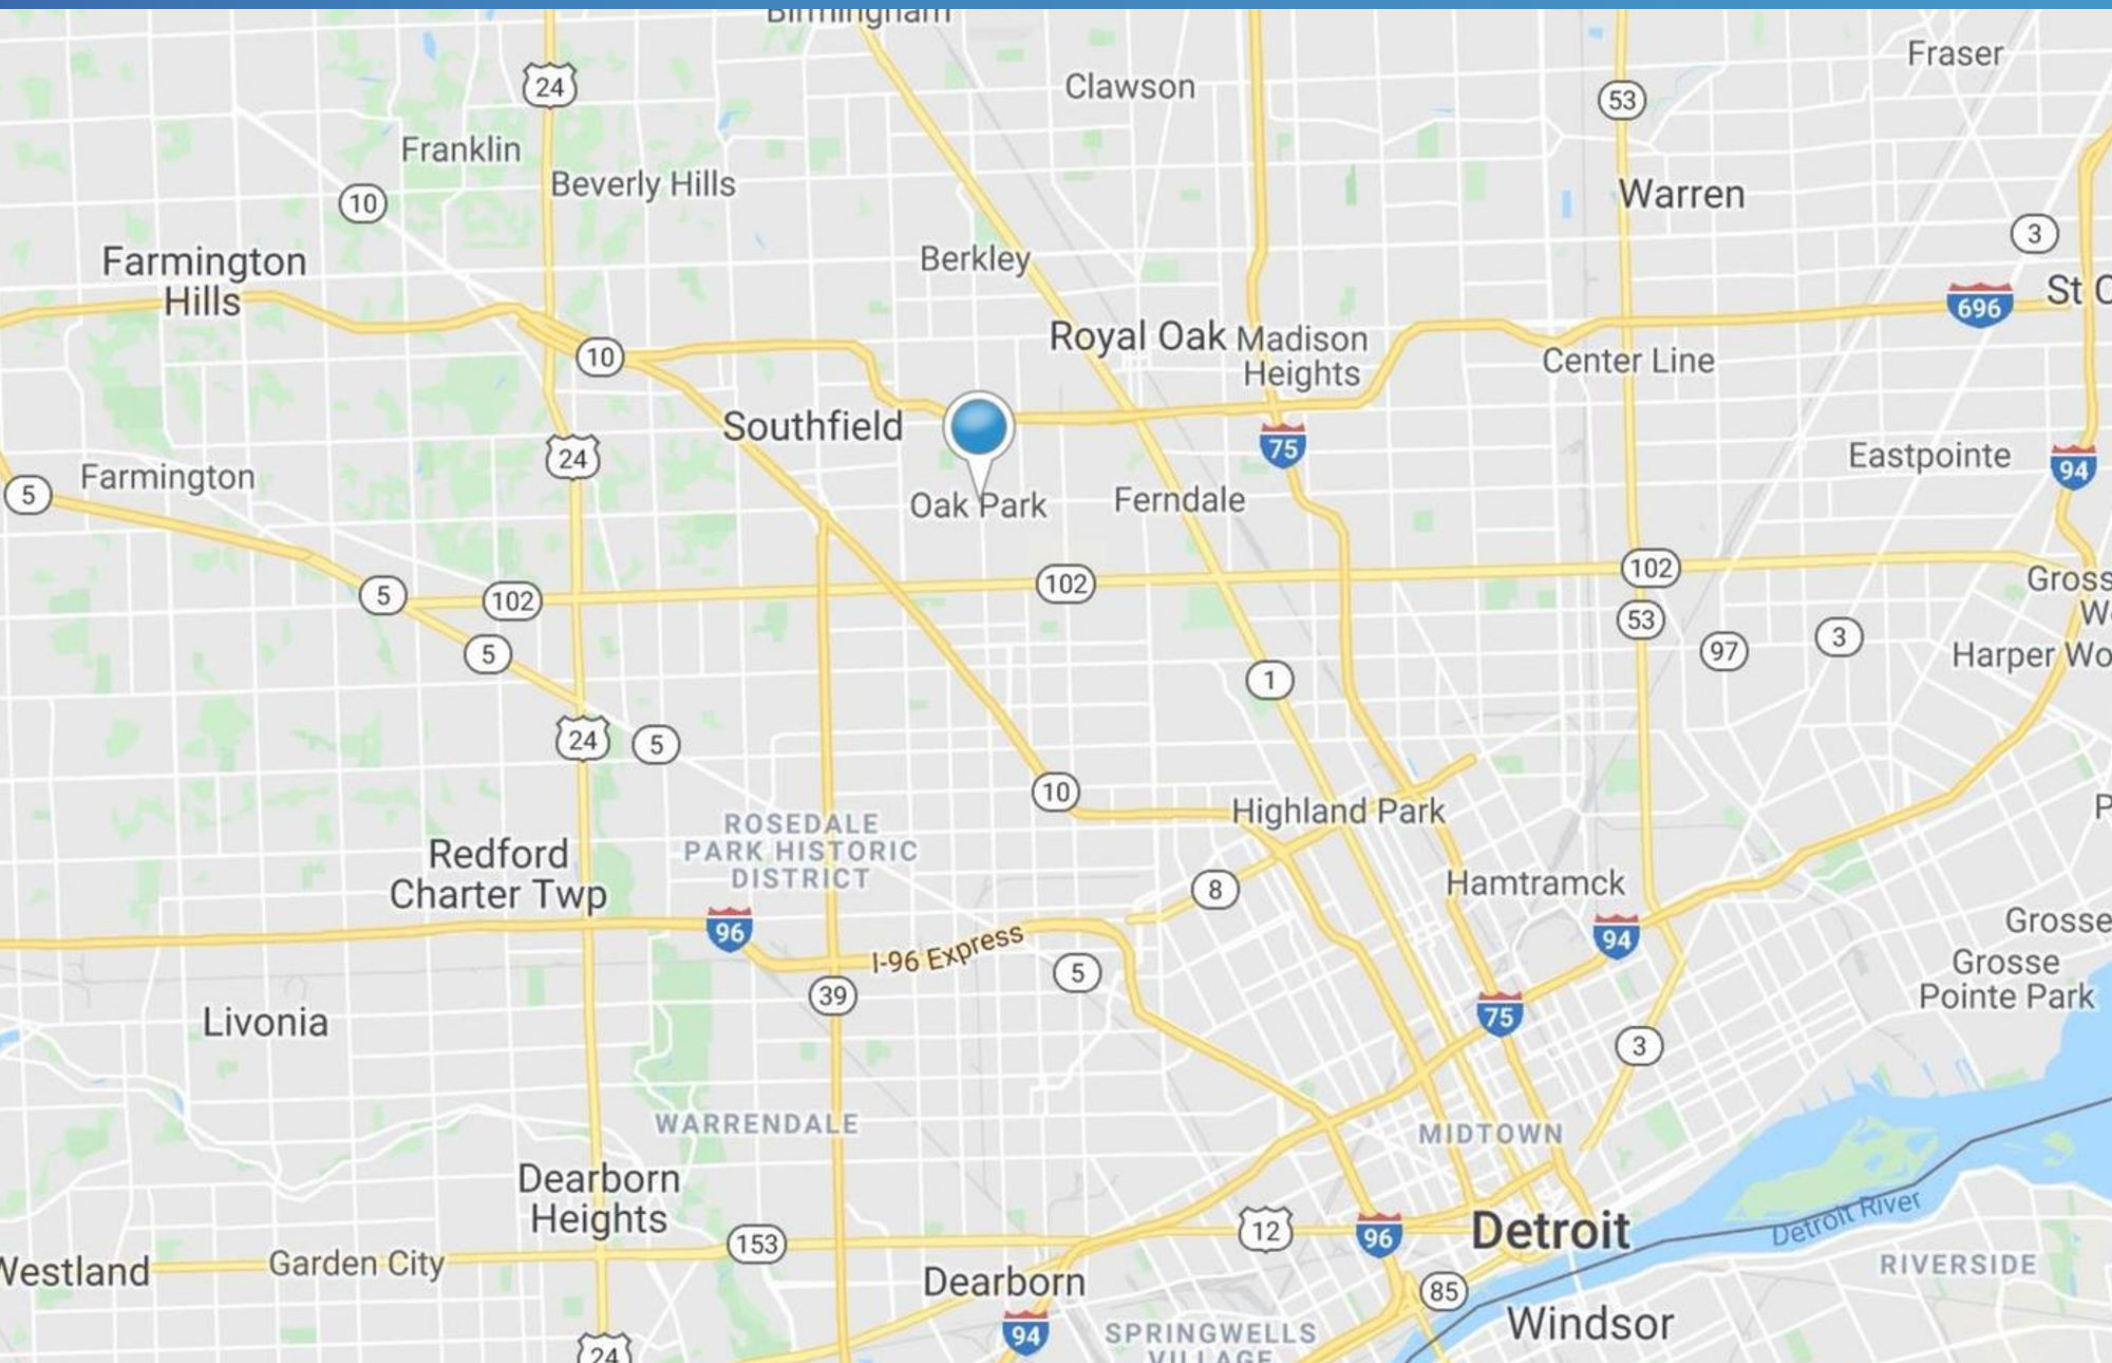 Birmingham
Fraser
Clawson
24
53
Franklin
Beverly Hills
10
Warren
3
Farmington
Hills
Berkley
696
Royal Oak
Madison
Heights
10
Center Line
Southfield
75
Eastpointe
94
24
Farmington
5
Oak Park
Ferndale
102
102
102
5
53
5
97
3
Harper Wo
1
24
5
10
Highland Park
ROSEDALE
PARK HISTORIC
DISTRICT
Redford
Charter Twp
8
Hamtramck
96
94
I-96 Express
5
39
Grosse
Grosse
Pointe Park
Livonia
75
3
WARRENDALE
MIDTOWN
Dearborn
Heights
153
12
96
Detroit
Detroit River
Westland
Garden City
Dearborn
RIVERSIDE
85
94
SPRINGWELLS
VILLAGE
Windsor
24